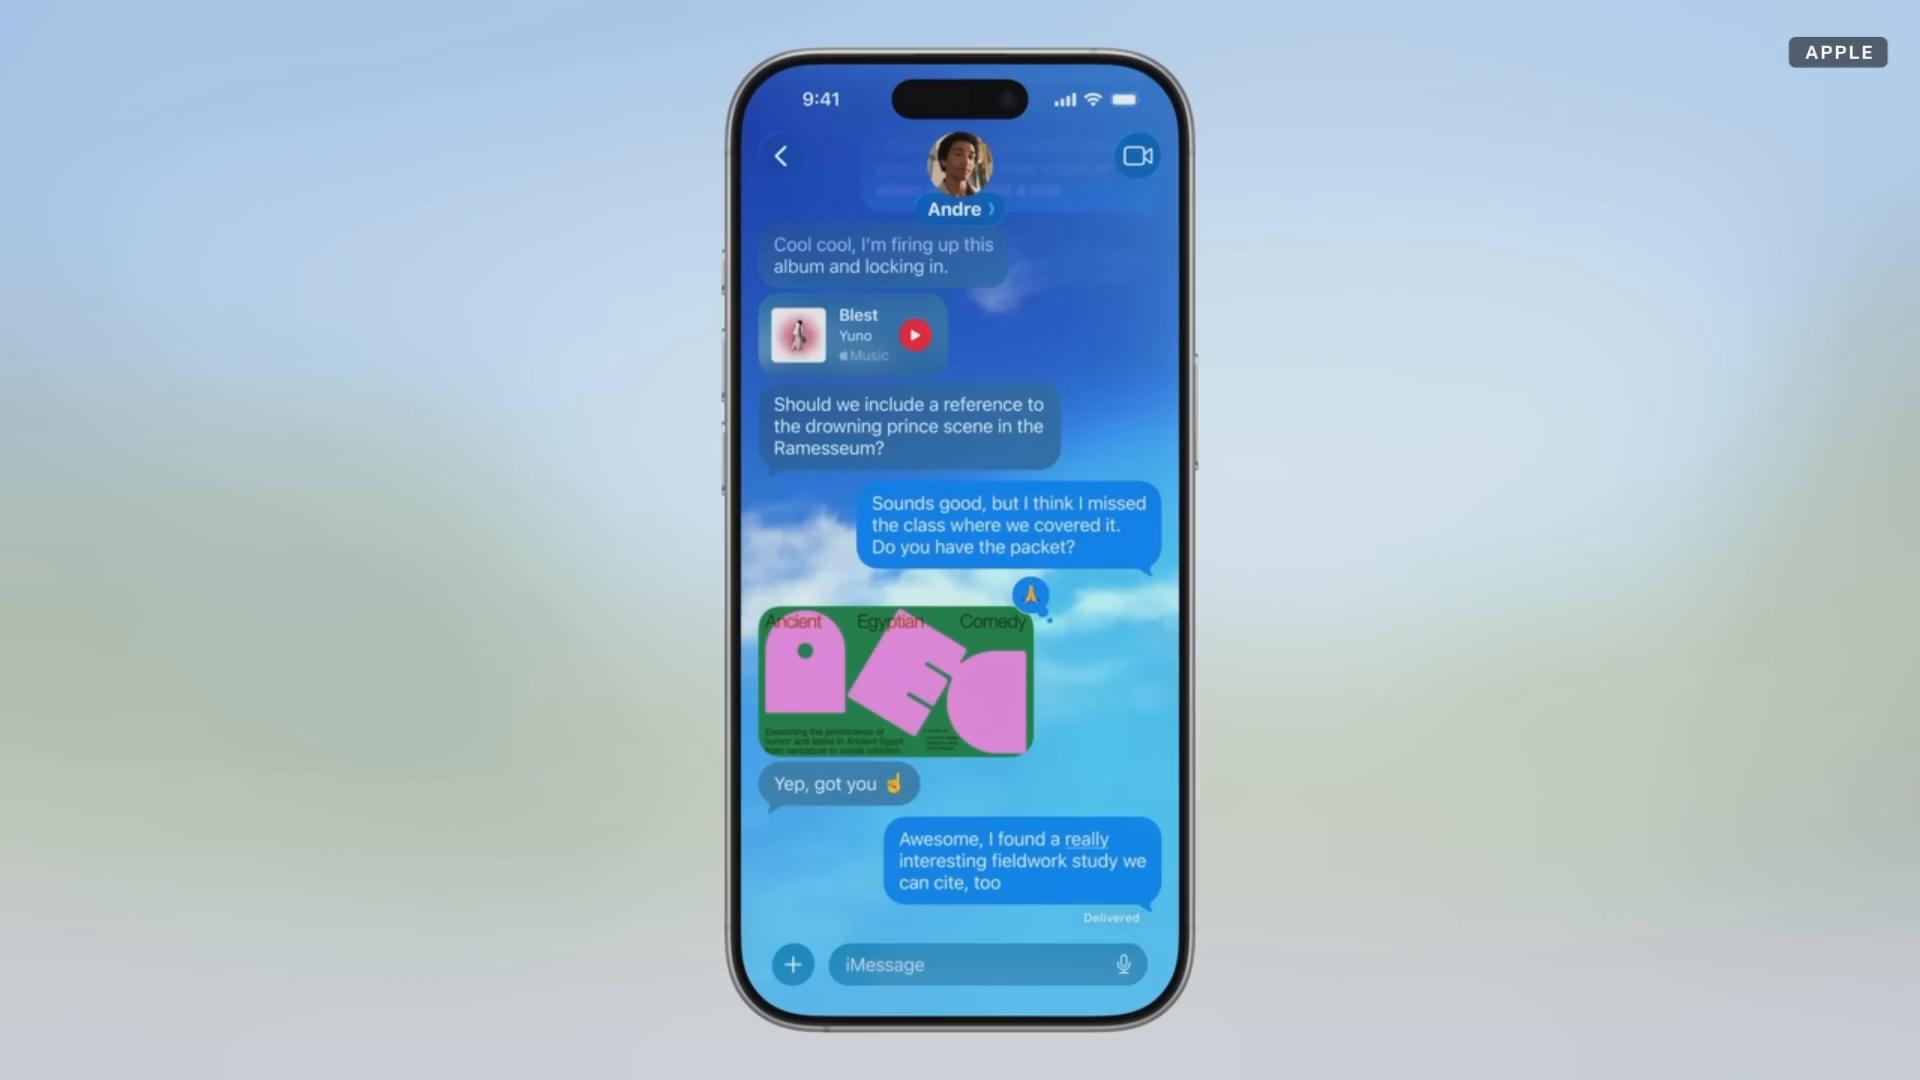 APPLE
9:41
Andre
Cool cool, I'm firing up this
album and locking in.
Blest
Yuno
Music
Should we include a reference to
the drowning prince scene in the
Ramesseum?
Sounds good, but I think I missed
the class where we covered it.
Do you have the packet?
Ancient Egyptian Comedy
AEC
Examining the prominence of
humor and satire in Ancient Egypt,
from caricature to social criticism.
Yep, got you ☝️
Awesome, I found a really
interesting fieldwork study we
can cite, too
Delivered
iMessage